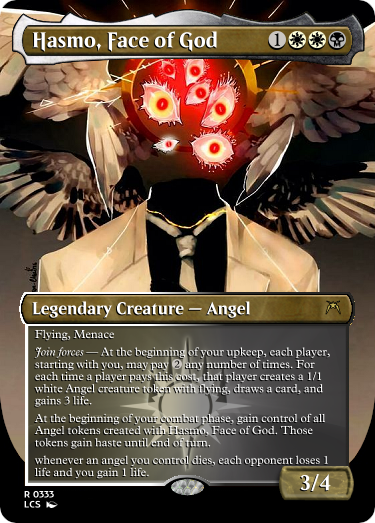 Hasmo, Face of God 1
Legendary Creature — Angel
Flying, Menace
Join forces — At the beginning of your upkeep, each player,
starting with you, may pay 2 any number of times. For
each time a player pays this cost, that player creates a 1/1
white Angel creature token with flying, draws a card, and
gains 3 life.
At the beginning of your combat phase, gain control of all
Angel tokens created with Hasmo, Face of God. Those
tokens gain haste until end of turn.
whenever an angel you control dies, each opponent loses 1
life and you gain 1 life.
3/4
R 0333
LCS